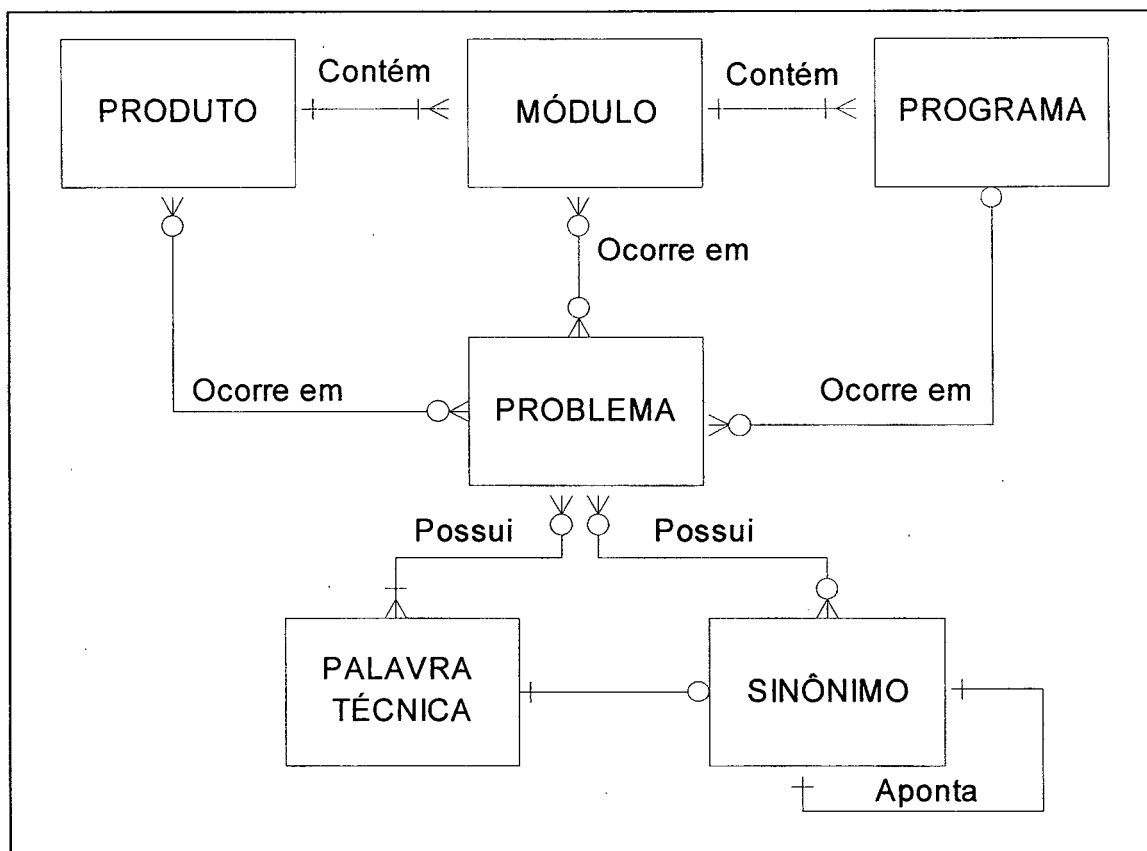 Contém
Contém
PRODUTO
MÓDULO
PROGRAMA
Ocorre em
Ocorre em
PROBLEMA
Ocorre em
Possui
Possui
PALAVRA
TÉCNICA
SINÔNIMO
Aponta